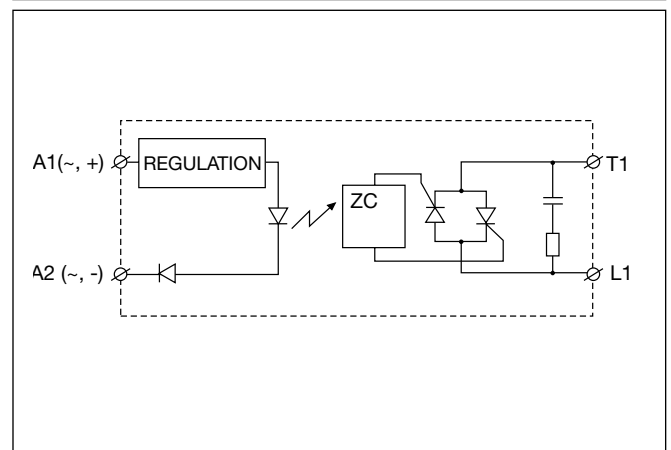 A1(~, +)
REGULATION
ZC
T1
A2 (~, -)
L1